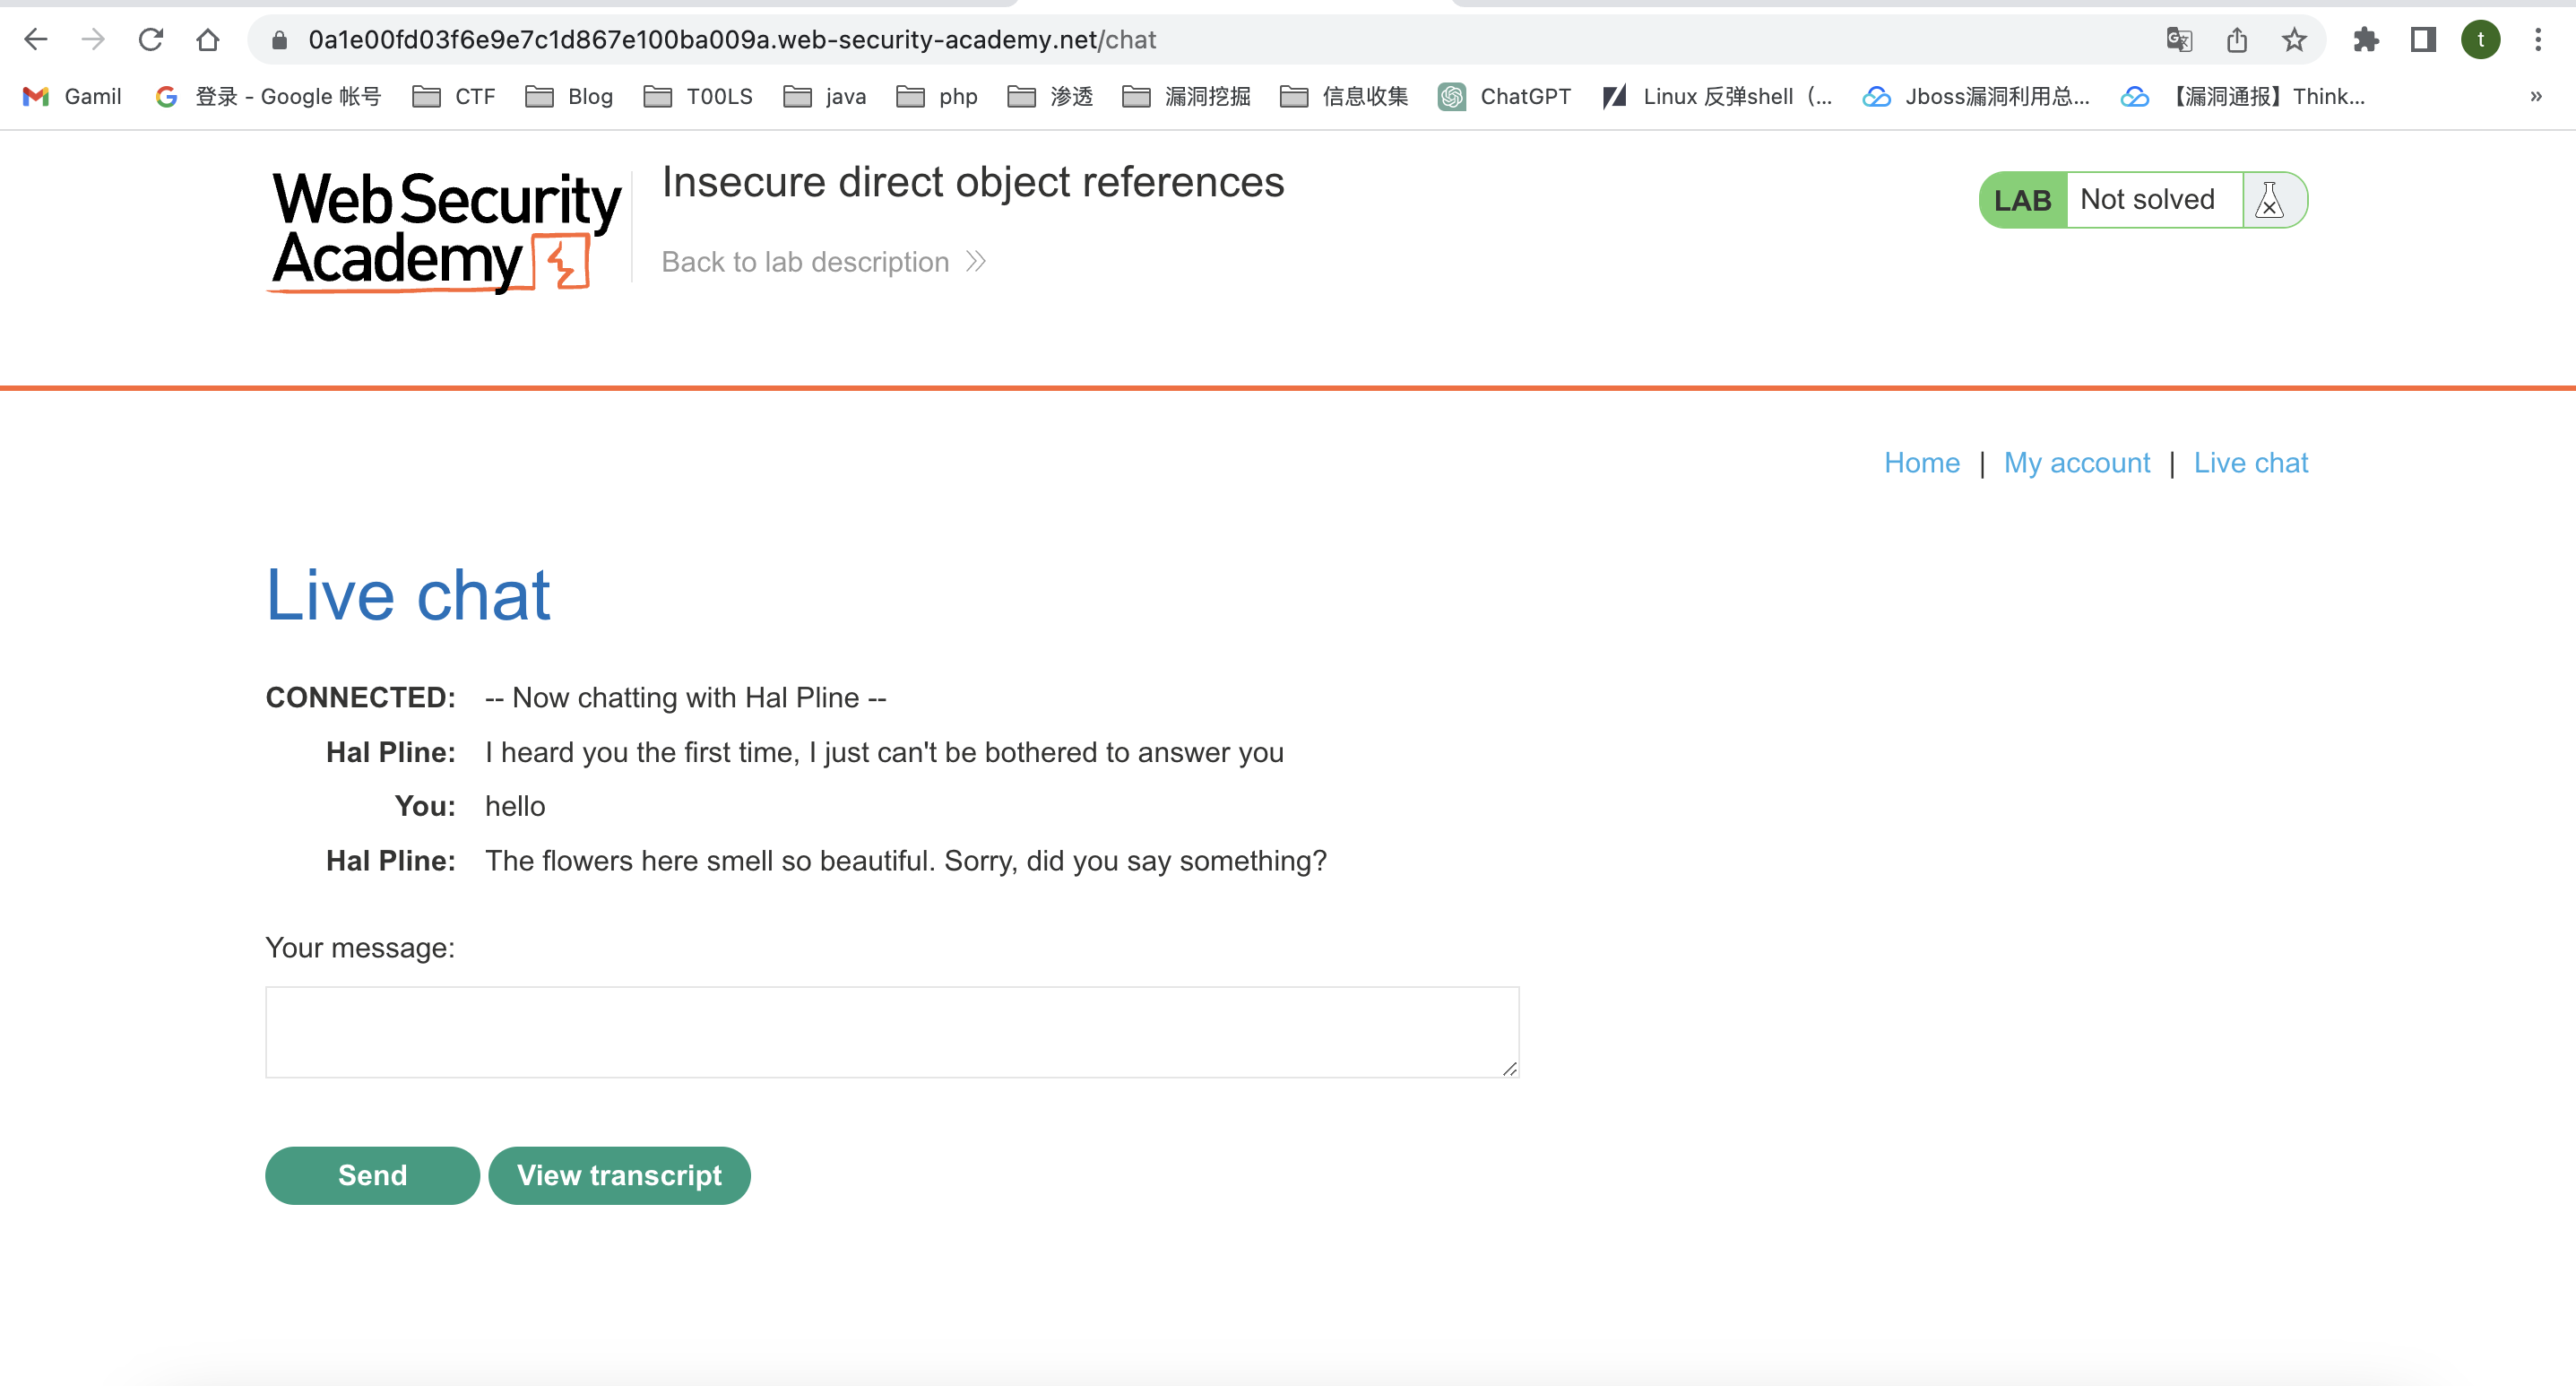 0a1e00fd03f6e9e7c1d867e100ba009a.web-security-academy.net/chat
t
Gamil
登录 - Google 帐号
CTF
Blog
T00LS
java
php
渗透
漏洞挖掘
信息收集
ChatGPT
Linux 反弹shell（...
Jboss漏洞利用总...
【漏洞通报】Think...
»
Web Security
Academy
Insecure direct object references
Back to lab description
LAB Not solved
Home | My account | Live chat
Live chat
CONNECTED: -- Now chatting with Hal Pline --
Hal Pline: I heard you the first time, I just can't be bothered to answer you
You: hello
Hal Pline: The flowers here smell so beautiful. Sorry, did you say something?
Your message:
Send View transcript